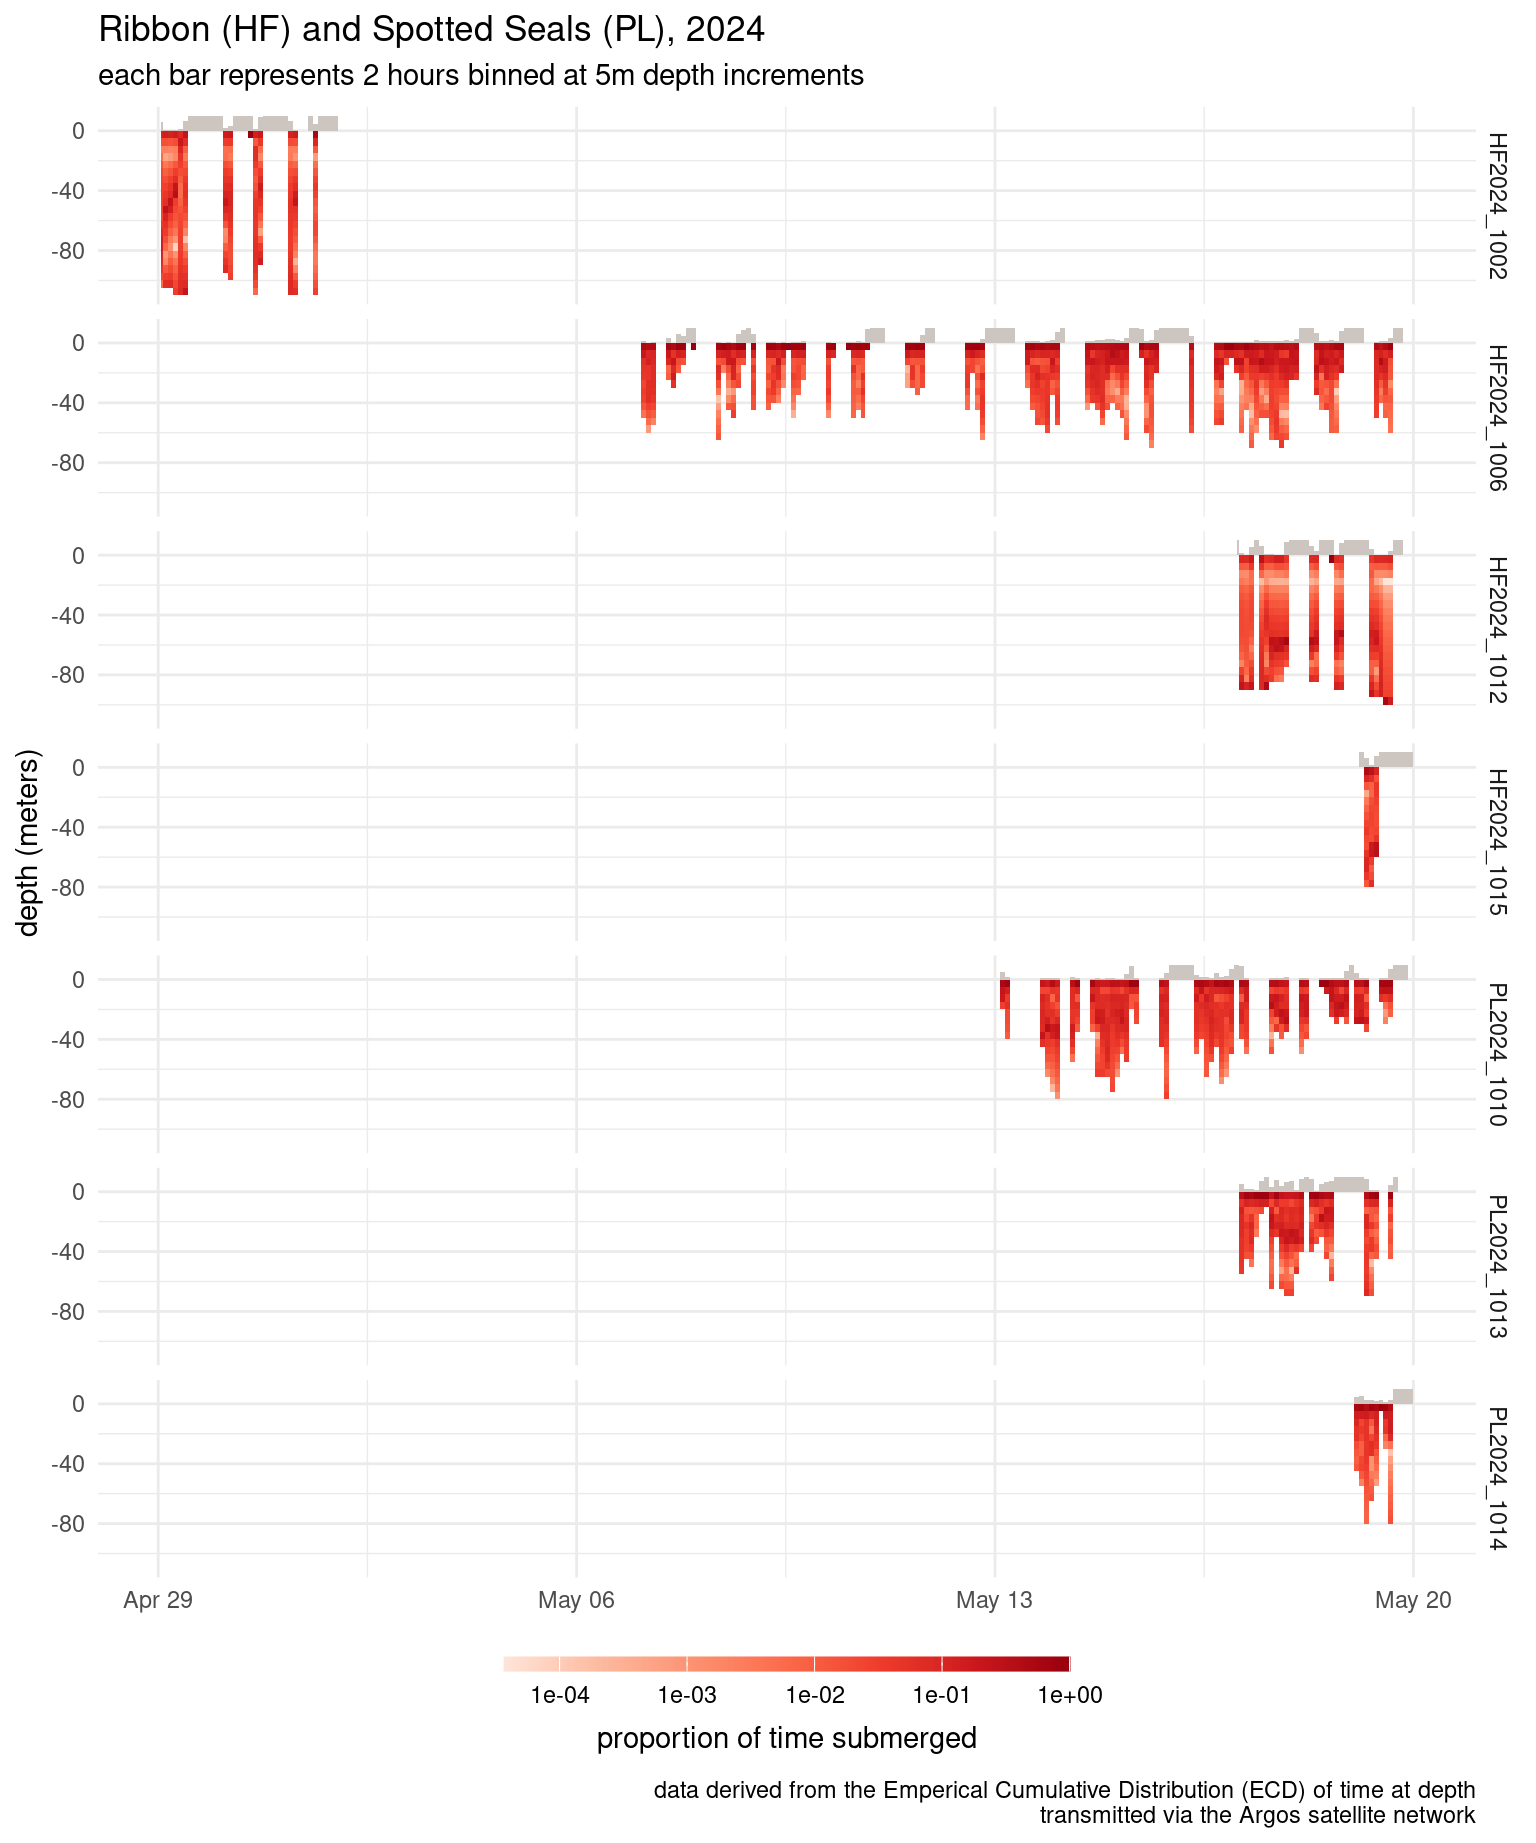 Ribbon (HF) and Spotted Seals (PL), 2024
each bar represents 2 hours binned at 5m depth increments
0
-40
-80
HF2024_1002
0
-40
-80
HF2024_1006
0
-40
-80
HF2024_1012
depth (meters)
0
-40
-80
HF2024_1015
0
-40
-80
PL2024_1010
0
-40
-80
PL2024_1013
0
-40
-80
PL2024_1014
Apr 29 May 06 May 13 May 20
1e-04 1e-03 1e-02 1e-01 1e+00
proportion of time submerged
data derived from the Emperical Cumulative Distribution (ECD) of time at depth
transmitted via the Argos satellite network